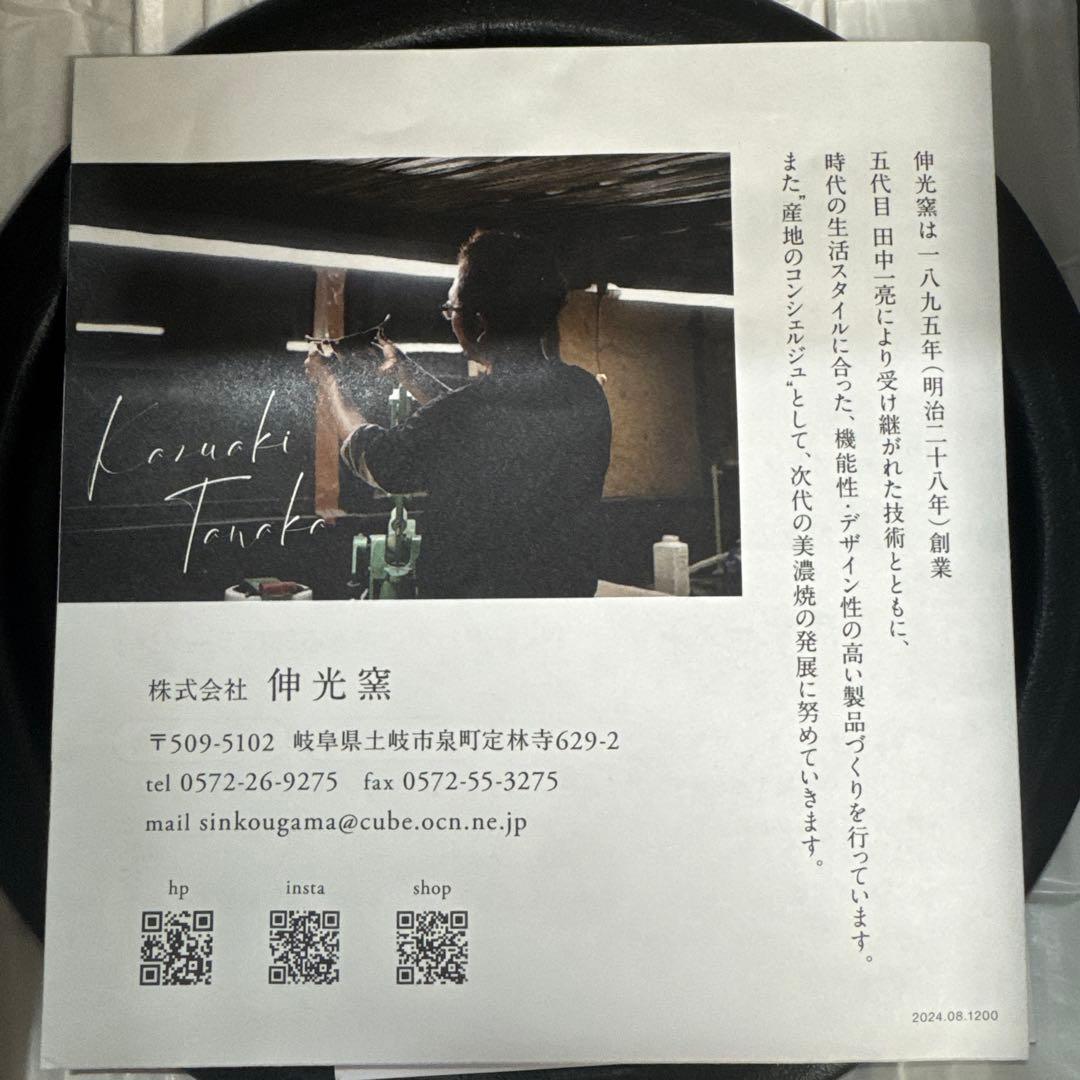 伸光窯は一八九五年(明治二十八年)創業
五代目 田中一亮により受け継がれた技術とともに、
時代の生活スタイルに合った、機能性・デザイン性の高い製品づくりを行っています。
また"産地のコンシェルジュ"として、次代の美濃焼の発展に努めていきます。
Kazuaki
Tanaka
株式会社 伸光窯
〒509-5102 岐阜県土岐市泉町定林寺629-2
tel 0572-26-9275 fax 0572-55-3275
mail sinkougama@cube.ocn.ne.jp
hp insta shop
2024.08.1200